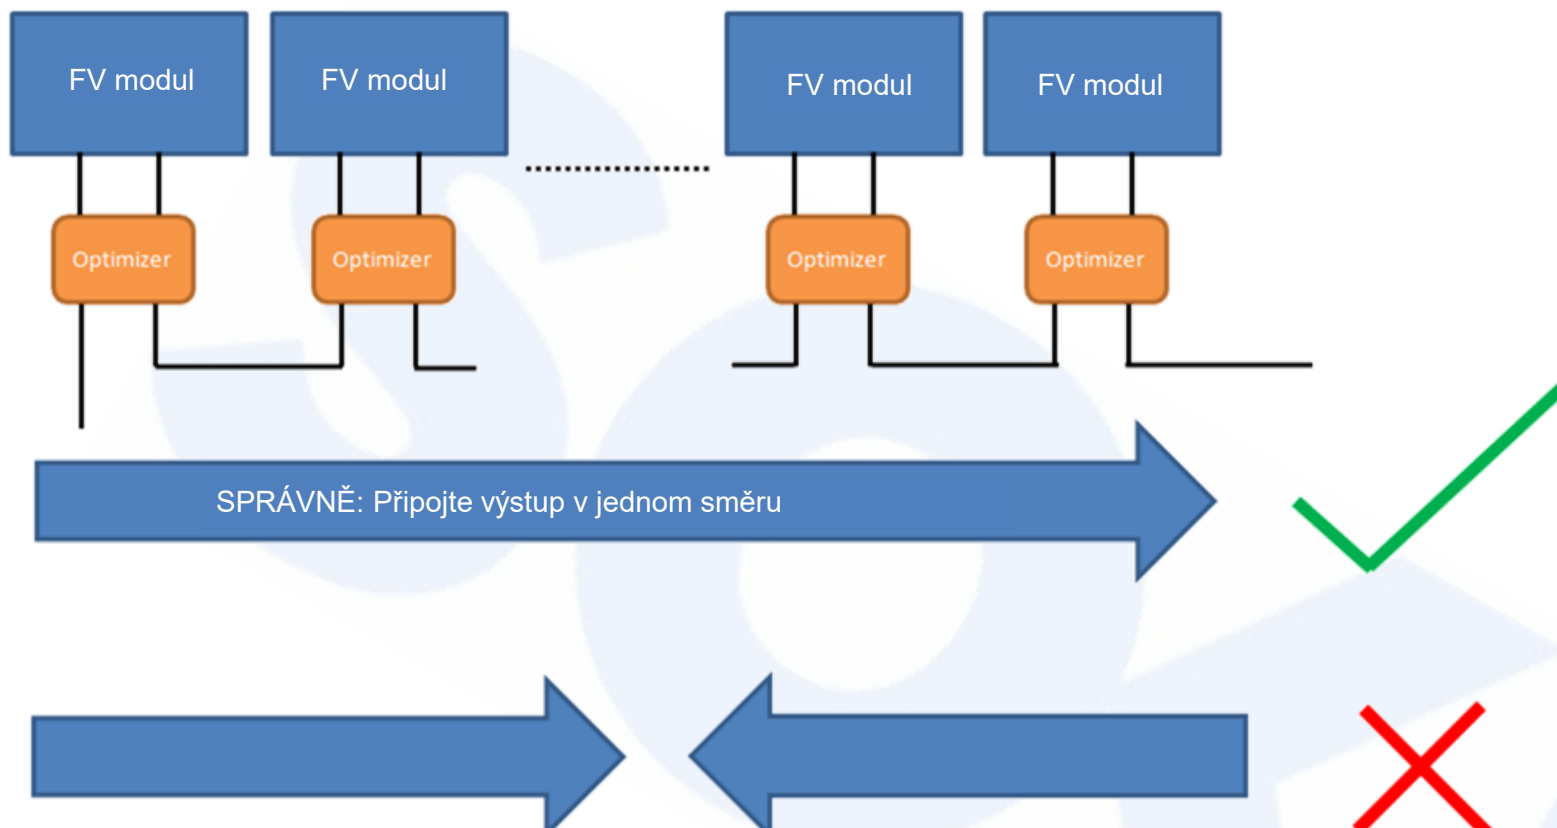 FV modul
FV modul
FV modul
FV modul
Optimizer
Optimizer
Optimizer
Optimizer
SPRÁVNĚ: Připojte výstup v jednom směru